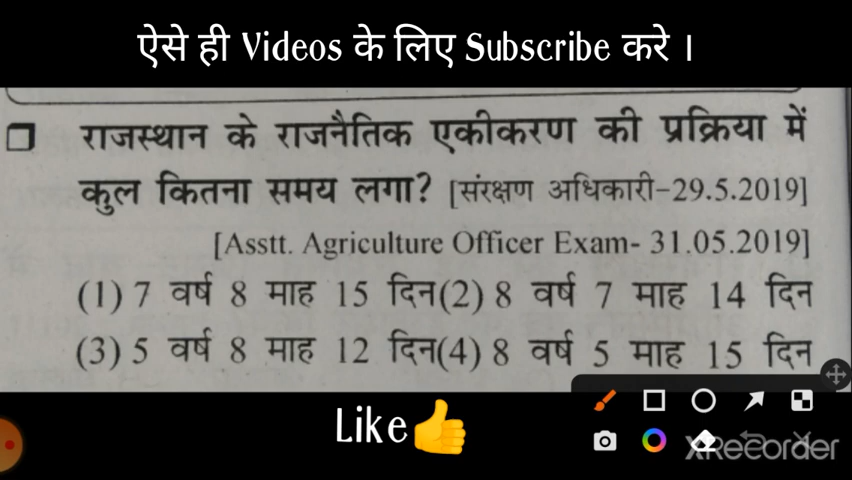 ऐसे ही Videos के लिए Subscribe करे ।
राजस्थान के राजनैतिक एकीकरण की प्रक्रिया में
कुल कितना समय लगा? [संरक्षण अधिकारी-29.5.2019]
[Asstt. Agriculture Officer Exam- 31.05.2019]
(1) 7 वर्ष 8 माह 15 दिन(2) 8 वर्ष 7 माह 14 दिन
(3) 5 वर्ष 8 माह 12 दिन(4) 8 वर्ष 5 माह 15 दिन
Like👍
XRecorder